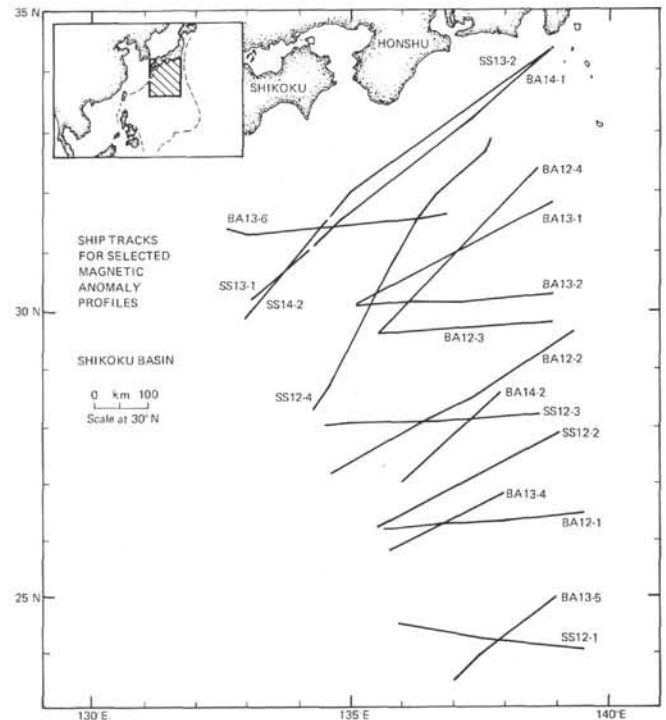 35 N
HONSHU
SHIKOKU
SS13-2
BA14-1
BA12-4
BA13-6
BA13-1
SHIP TRACKS
FOR SELECTED
MAGNETIC
ANOMALY
PROFILES
SS13-1
SS14-2
BA13-2
30°N
BA12-3
BA12-2
SHIKOKU BASIN
BA14-2
0 km 100
Scale at 30° N
SS12-4
SS12-3
SS12-2
BA13-4
BA12-1
25 N
BA13-5
SS12-1
130°E
135°E
140°E